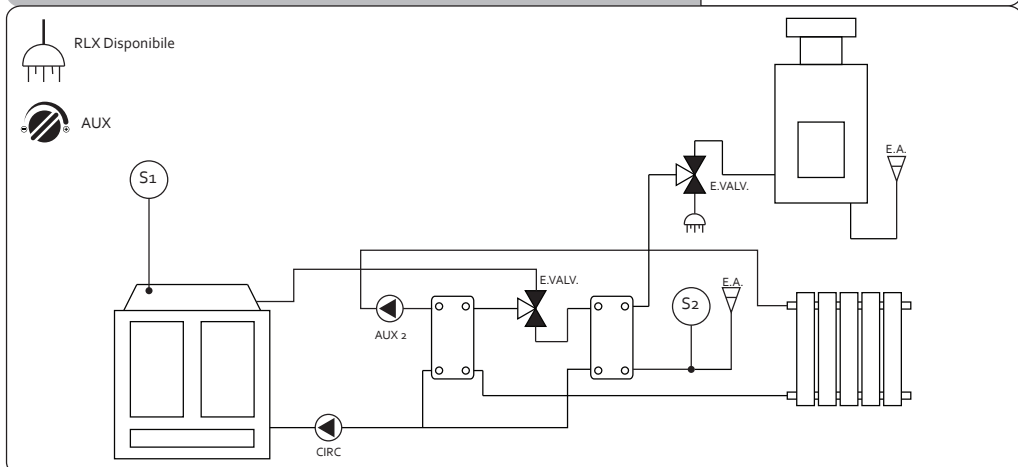 RLX Disponibile
AUX
E.A.
S1
E.VALV.
E.VALV.
E.A.
S2
AUX 2
CIRC